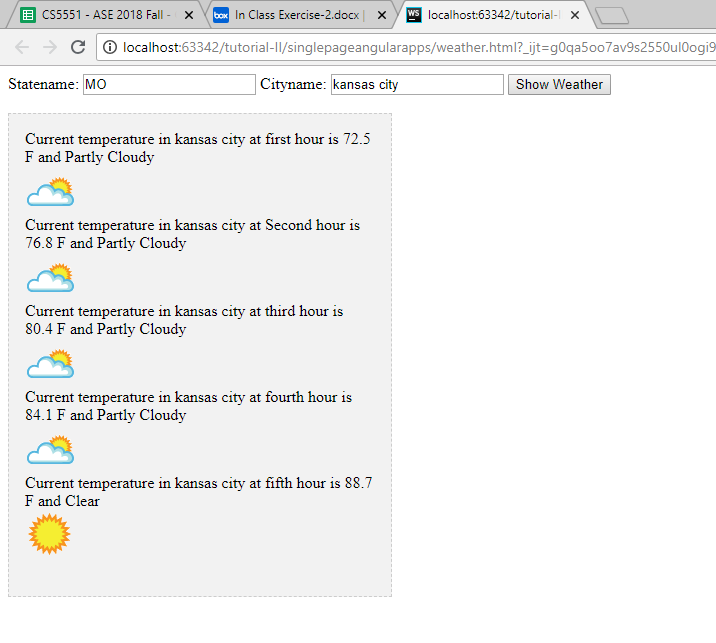 CS5551 - ASE 2018 Fall - In Class Exercise-2.docx | localhost:63342/tutorial-
localhost:63342/tutorial-II/singlepageangularapps/weather.html?_ijt=g0qa5oo7av9s2550ul0ogi9
Statename: MO Cityname: kansas city Show Weather
Current temperature in kansas city at first hour is 72.5
F and Partly Cloudy
Current temperature in kansas city at Second hour is
76.8 F and Partly Cloudy
Current temperature in kansas city at third hour is
80.4 F and Partly Cloudy
Current temperature in kansas city at fourth hour is
84.1 F and Partly Cloudy
Current temperature in kansas city at fifth hour is 88.7
F and Clear